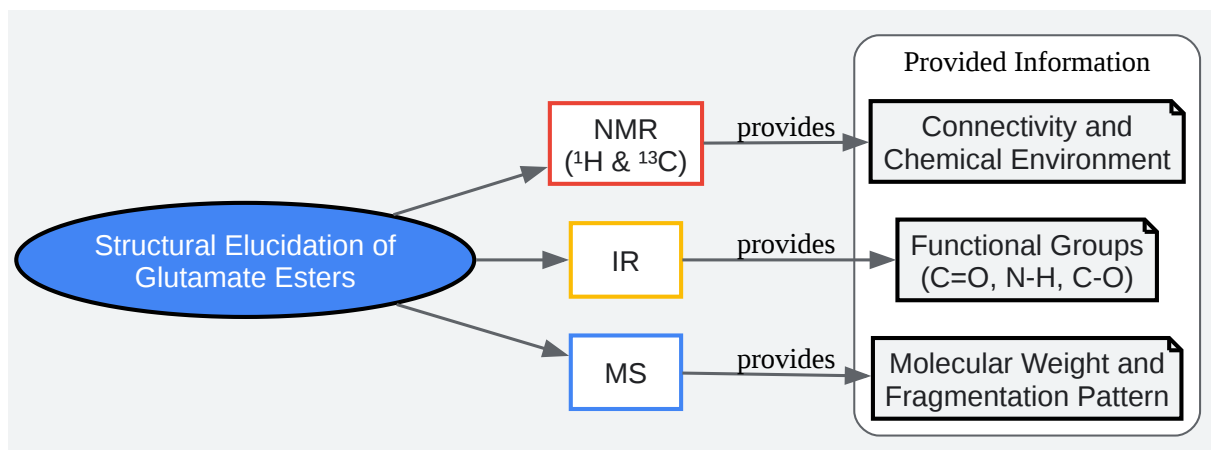 Structural Elucidation of
Glutamate Esters
NMR
(¹H & ¹³C)
IR
MS
provides
provides
provides
Provided Information
Connectivity and
Chemical Environment
Functional Groups
(C=O, N-H, C-O)
Molecular Weight and
Fragmentation Pattern